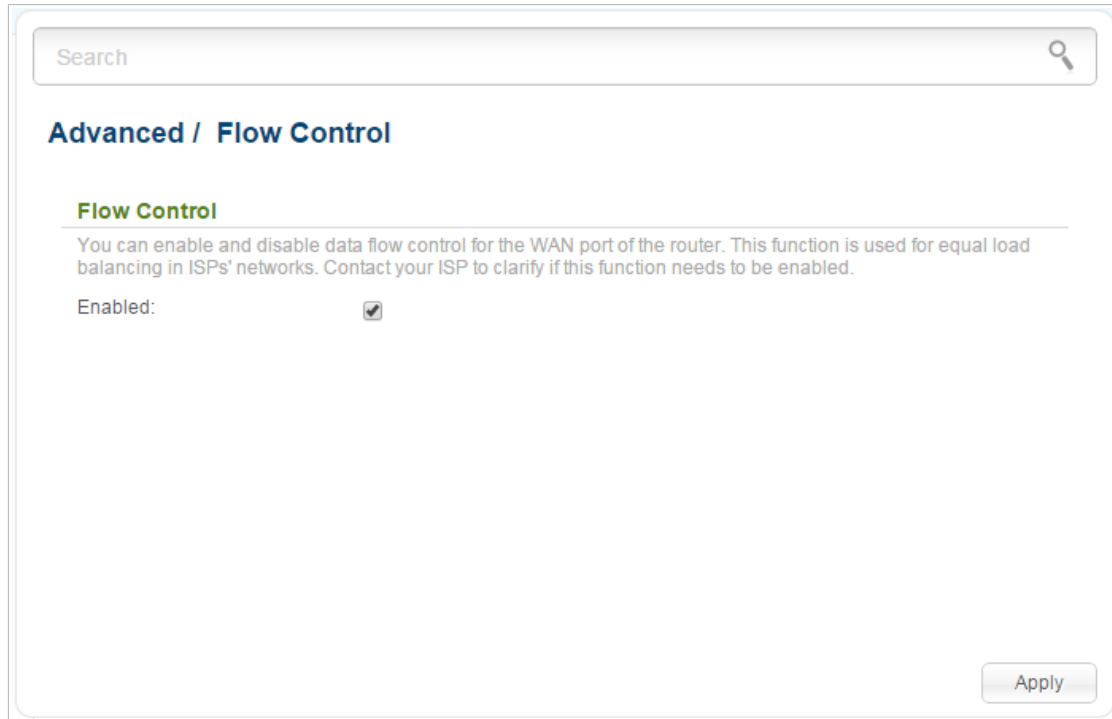 Search
Advanced / Flow Control
Flow Control
You can enable and disable data flow control for the WAN port of the router. This function is used for equal load
balancing in ISPs' networks. Contact your ISP to clarify if this function needs to be enabled.
Enabled:
Apply